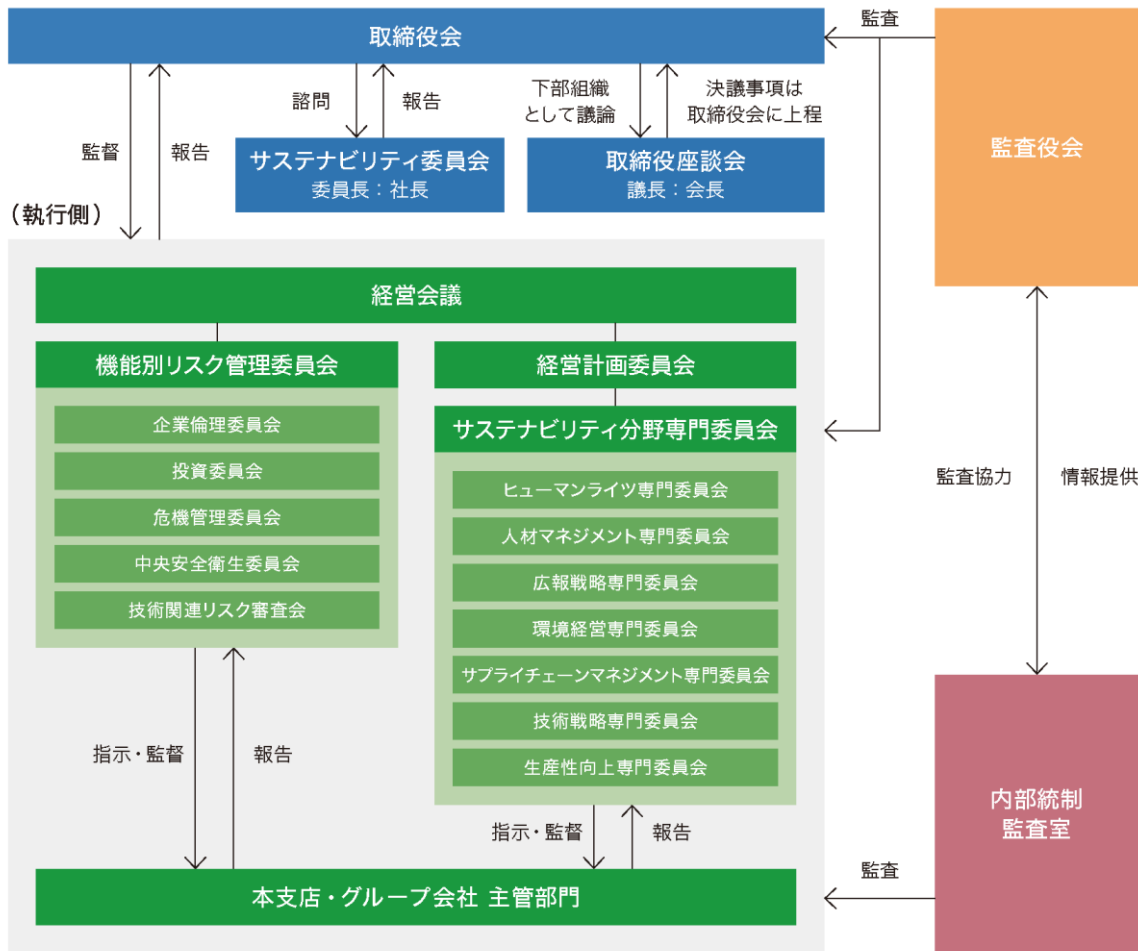 取締役会
監査
監査役会
監督
報告
諮問
報告
下部組織
として議論
決議事項は
取締役会に上程
サステナビリティ委員会
委員長：社長
取締役座談会
議長：会長
（執行側）
経営会議
機能別リスク管理委員会
企業倫理委員会
投資委員会
危機管理委員会
中央安全衛生委員会
技術関連リスク審査会
経営計画委員会
サステナビリティ分野専門委員会
ヒューマンライツ専門委員会
人材マネジメント専門委員会
広報戦略専門委員会
環境経営専門委員会
サプライチェーンマネジメント専門委員会
技術戦略専門委員会
生産性向上専門委員会
監査協力
情報提供
指示・監督
報告
指示・監督
報告
本支店・グループ会社 主管部門
監査
内部統制
監査室